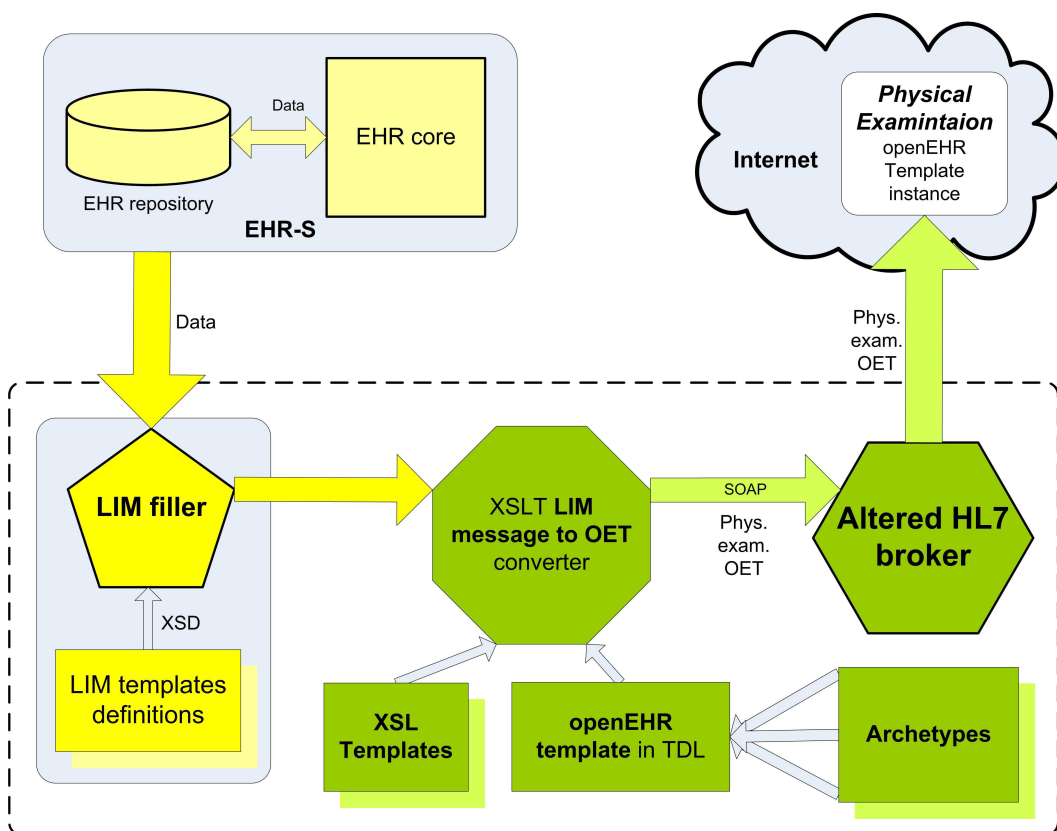 Data
EHR core
EHR repository
EHR-S
Physical
Examintaion
openEHR
Template
instance
Internet
Data
Phys.
exam.
OET
LIM filler
XSD
LIM templates
definitions
XSLT LIM
message to OET
converter
SOAP
Phys.
exam.
OET
Altered HL7
broker
XSL
Templates
openEHR
template in TDL
Archetypes